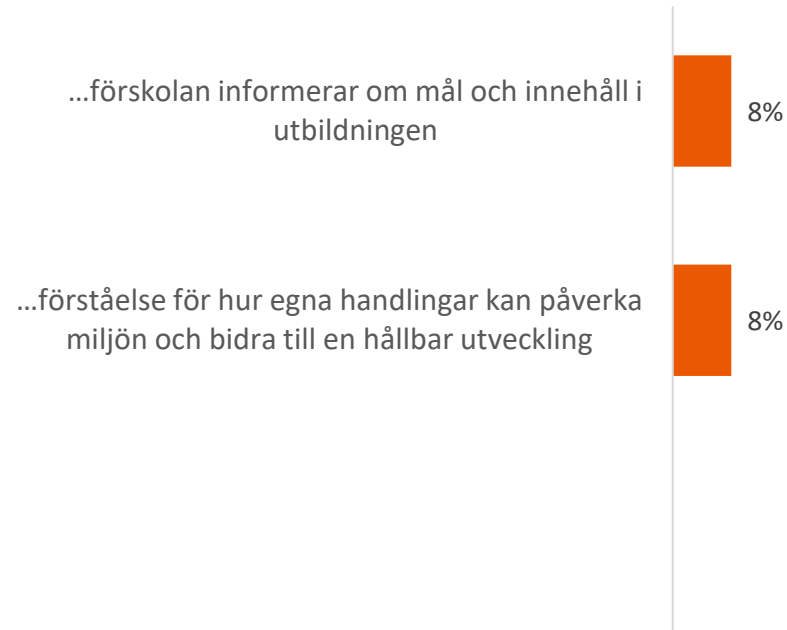 ...förskolan informerar om mål och innehåll i
utbildningen
8%
...förståelse för hur egna handlingar kan påverka
miljön och bidra till en hållbar utveckling
8%